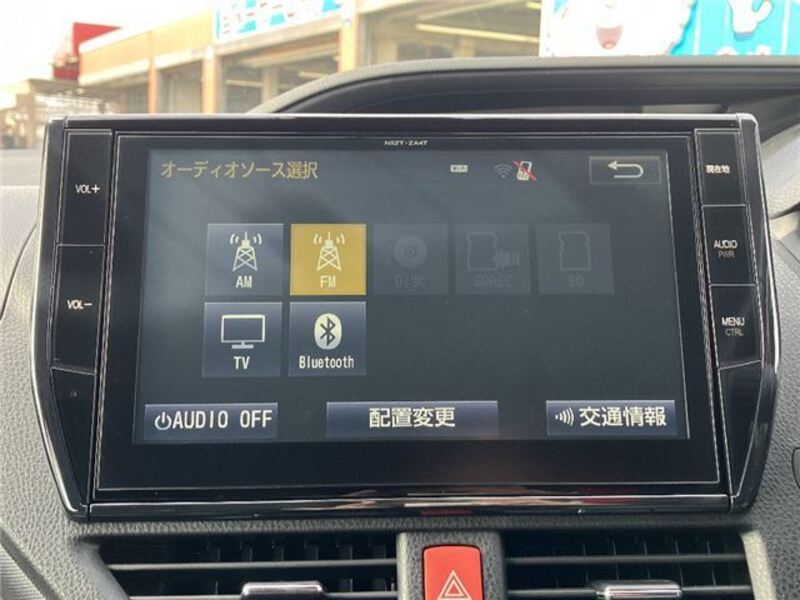 NSZT-ZA4T
オーディオソース選択
VOL+
現在地
AM
FM
DISC
SDREC
SD
AUDIO
PWR
VOL-
TV
Bluetooth
MENU
CTRL
AUDIO OFF
配置変更
交通情報